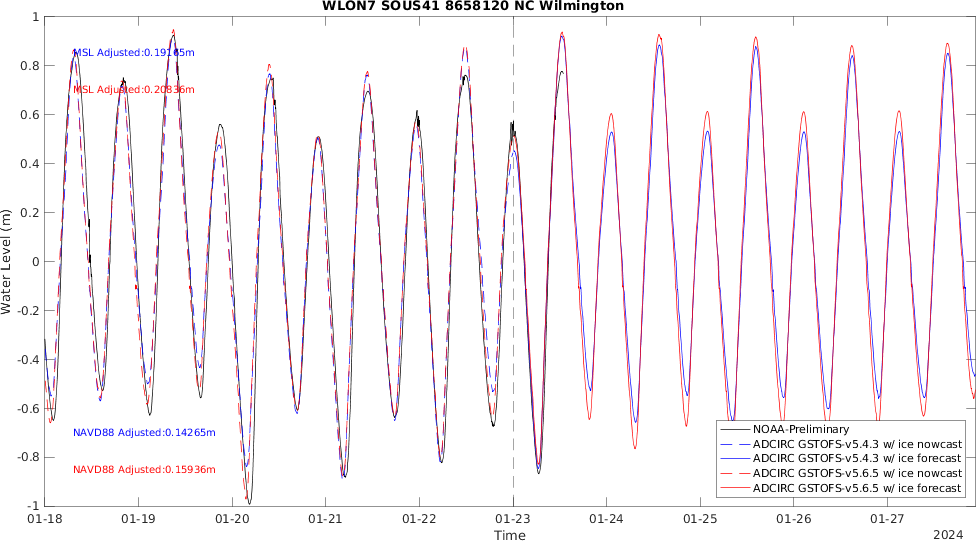 WLON7 SOUS41 8658120 NC Wilmington
MSL Adjusted:0.19165m
MSL Adjusted:0.20836m
NAVD88 Adjusted:0.14265m
NAVD88 Adjusted:0.15936m
Water Level (m)
1
0.8
0.6
0.4
0.2
0
-0.2
-0.4
-0.6
-0.8
-1
NOAA-Preliminary
ADCIRC GSTOFS-v5.4.3 w/ ice nowcast
ADCIRC GSTOFS-v5.4.3 w/ ice forecast
ADCIRC GSTOFS-v5.6.5 w/ ice nowcast
ADCIRC GSTOFS-v5.6.5 w/ ice forecast
01-18 01-19 01-20 01-21 01-22 01-23 01-24 01-25 01-26 01-27
Time
2024